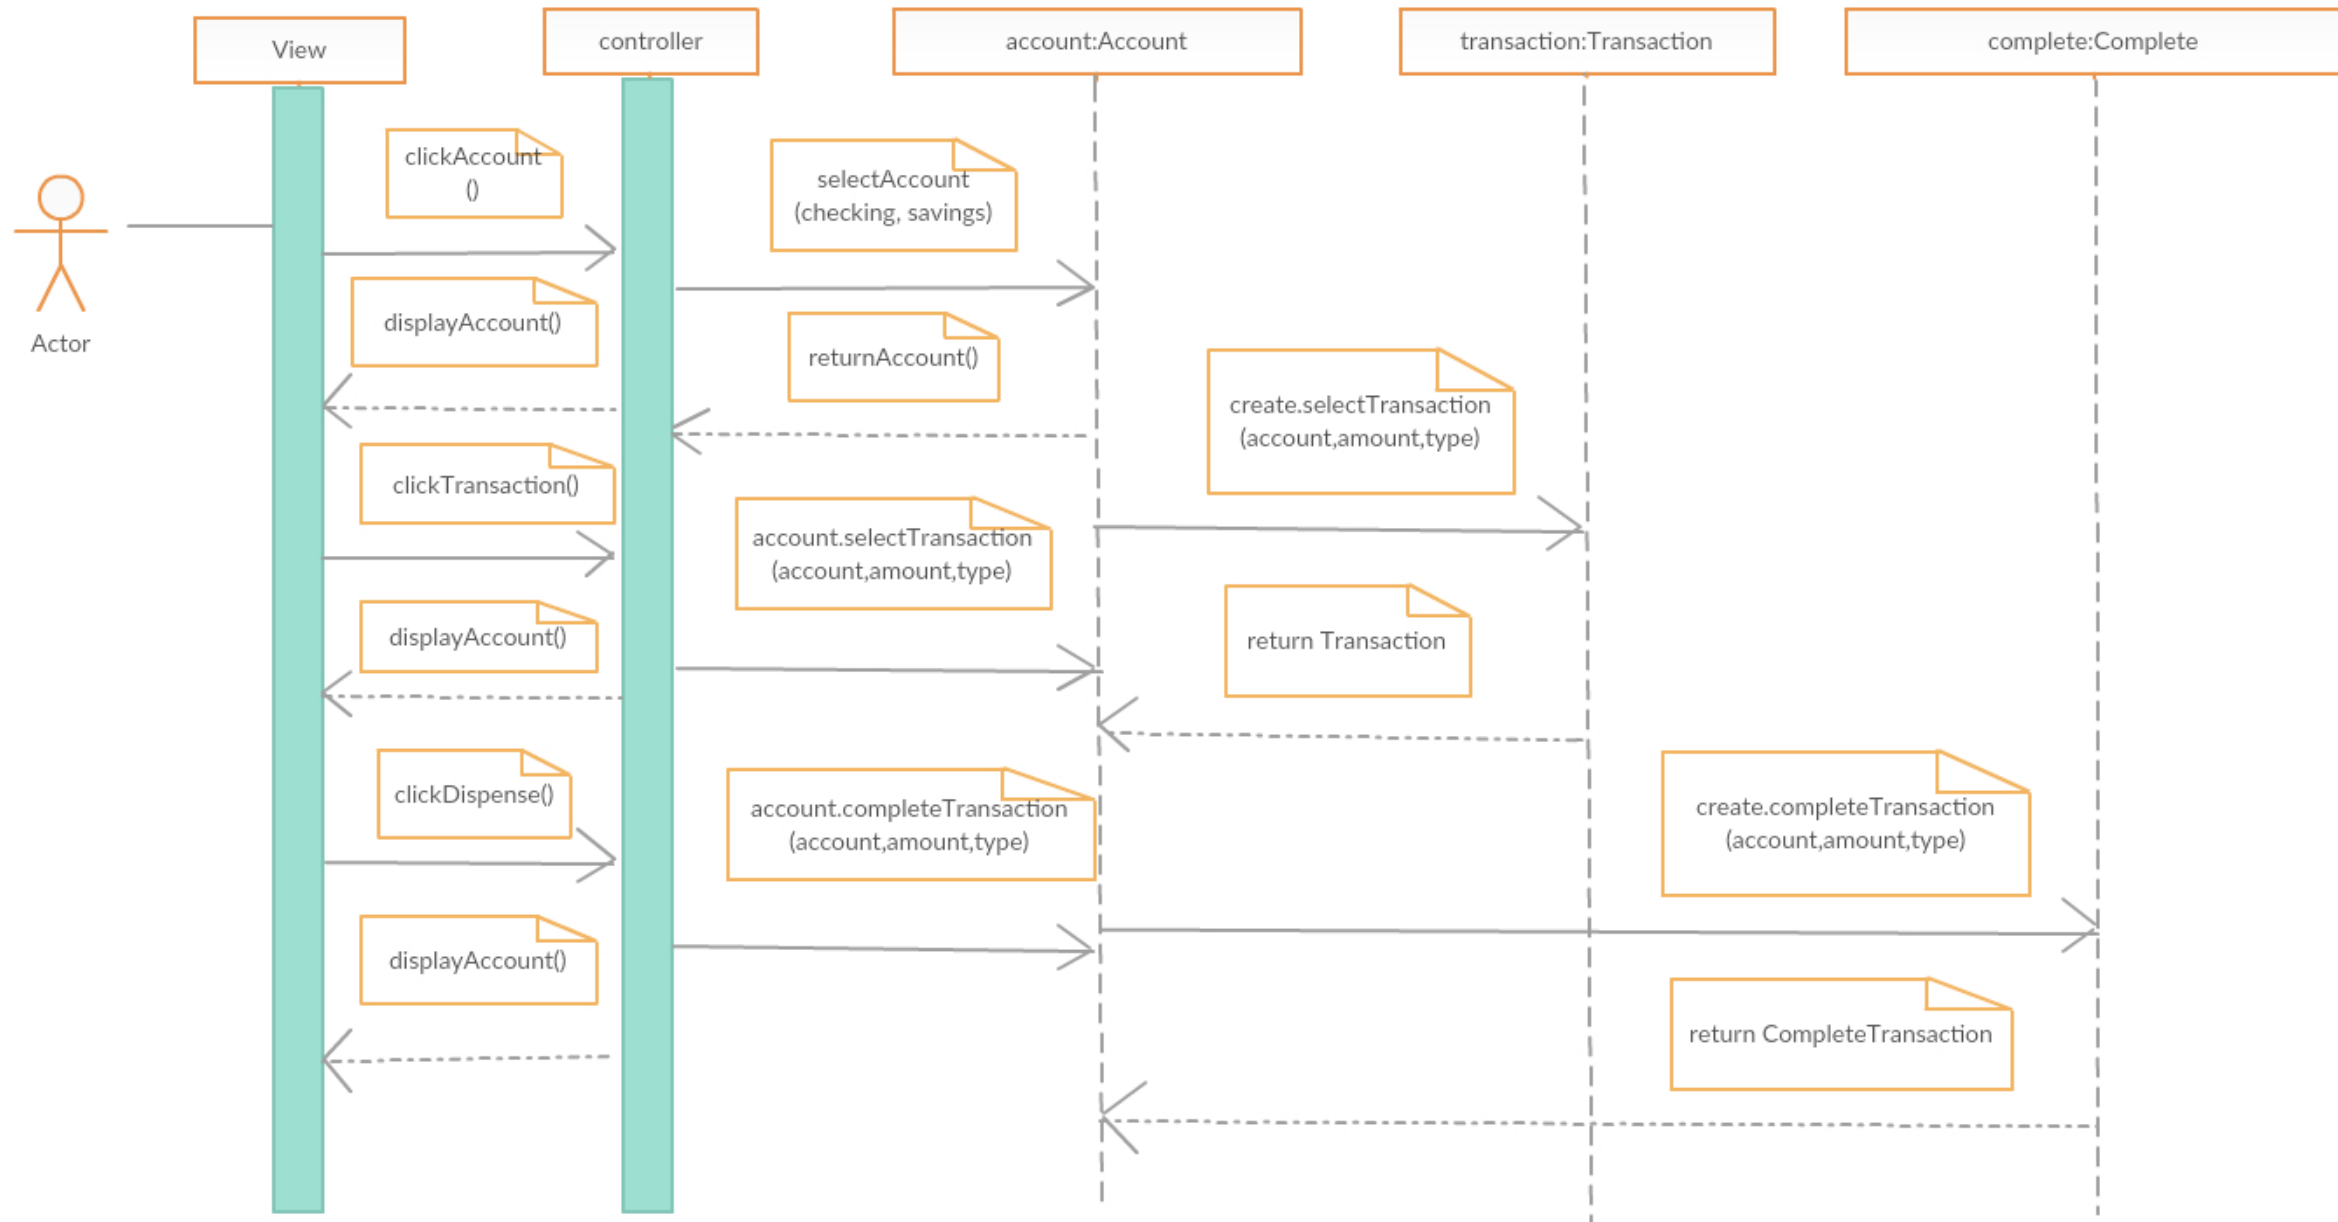 View
controller
account:Account
transaction:Transaction
complete:Complete
clickAccount
()
selectAccount
(checking, savings)
Actor
displayAccount()
returnAccount()
create.selectTransaction
(account,amount,type)
clickTransaction()
account.selectTransaction
(account,amount,type)
displayAccount()
return Transaction
clickDispense()
account.completeTransaction
(account,amount,type)
create.completeTransaction
(account,amount,type)
displayAccount()
return CompleteTransaction